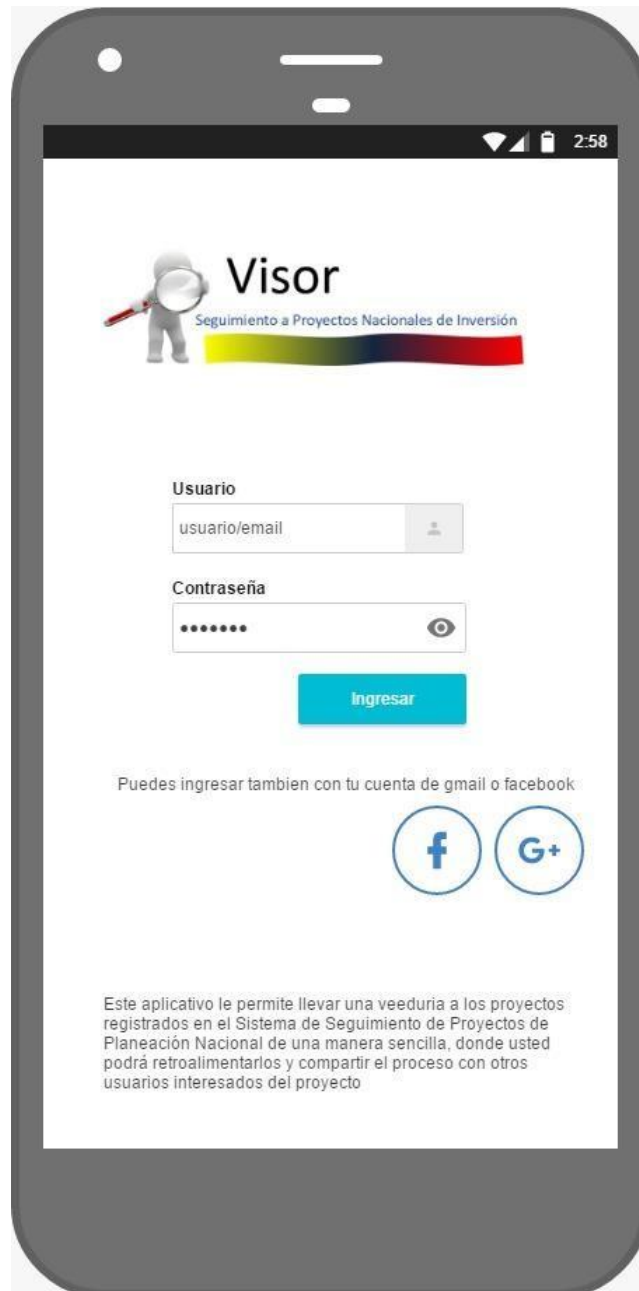 2:58
Visor
Seguimiento a Proyectos Nacionales de Inversión
Usuario
usuario/email
Contraseña
•••••••
Ingresar
Puedes ingresar tambien con tu cuenta de gmail o facebook
f G+
Este aplicativo le permite llevar una veeduria a los proyectos
registrados en el Sistema de Seguimiento de Proyectos de
Planeación Nacional de una manera sencilla, donde usted
podrá retroalimentarlos y compartir el proceso con otros
usuarios interesados del proyecto